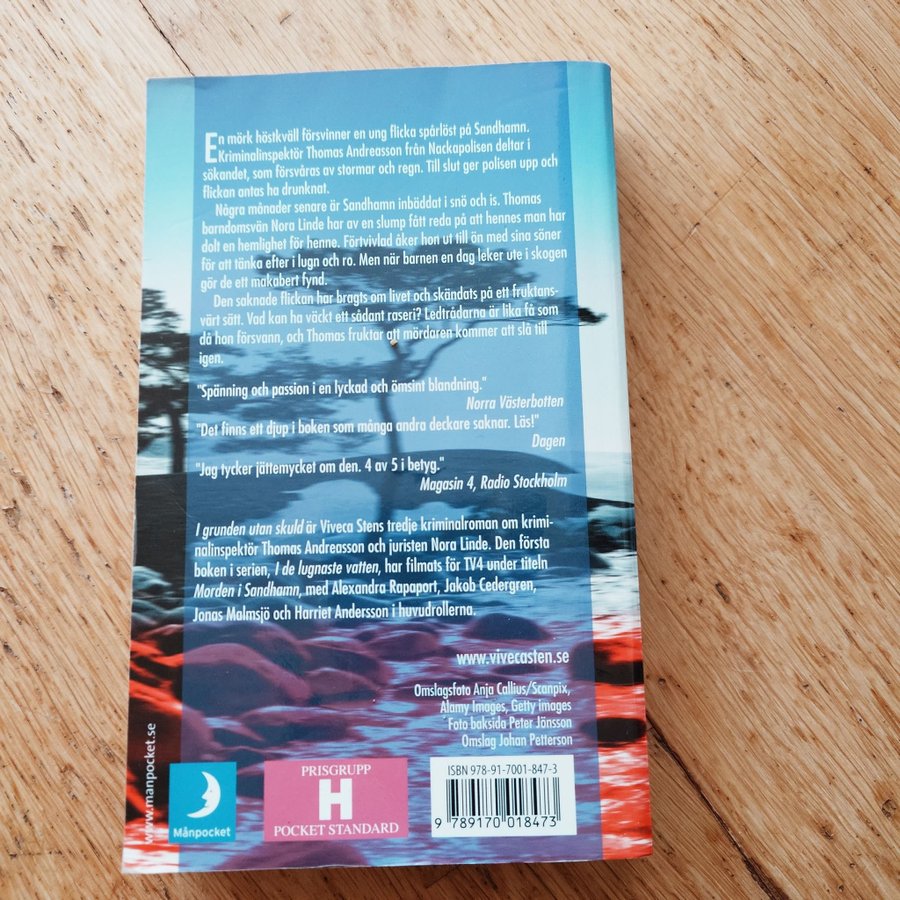 En mörk höstkväll försvinner en ung flicka spårlöst på Sandhamn.
Kriminalinspektör Thomas Andreasson från Nackapolisen deltar i
sökandet, som försvåras av stormar och regn. Till slut ger polisen upp och
flickan antas ha drunknat.
Några månader senare är Sandhamn inbäddat i snö och is. Thomas
barndomsvän Nora Linde har av en slump fått reda på att hennes man har
dolt en hemlighet för henne. Förtvivlad åker hon ut till ön med sina söner
för att tänka efter i lugn och ro. Men när barnen en dag leker ute i skogen
gör de ett makabert fynd.
Den saknade flickan har bragts om livet och skändats på ett fruktans-
värt sätt. Vad kan ha väckt ett sådant raseri? Ledtrådarna är lika få som
då hon försvann, och Thomas fruktar att mördaren kommer att slå till
igen.
"Spänning och passion i en lyckad och ömsint blandning."
Norra Västerbotten
"Det finns ett djup i boken som många andra deckare saknar. Läs!"
Dagen
"Jag tycker jättemycket om den. 4 av 5 i betyg."
Magasin 4, Radio Stockholm
I grunden utan skuld är Viveca Stens tredje kriminalroman om krimi-
nalinspektör Thomas Andreasson och juristen Nora Linde. Den första
boken i serien, I de lugnaste vatten, har filmats för TV4 under titeln
Morden i Sandhamn, med Alexandra Rapaport, Jakob Cedergren,
Jonas Malmsjö och Harriet Andersson i huvudrollerna.
www.vivecasten.se
Omslagsfoto Anja Callius/Scanpix,
Alamy Images, Getty images
Foto baksida Peter Jönsson
Omslag Johan Petterson
www.manpocket.se
Månpocket
PRISGRUPP
H
POCKET STANDARD
ISBN 978-91-7001-847-3
9 789170 018473